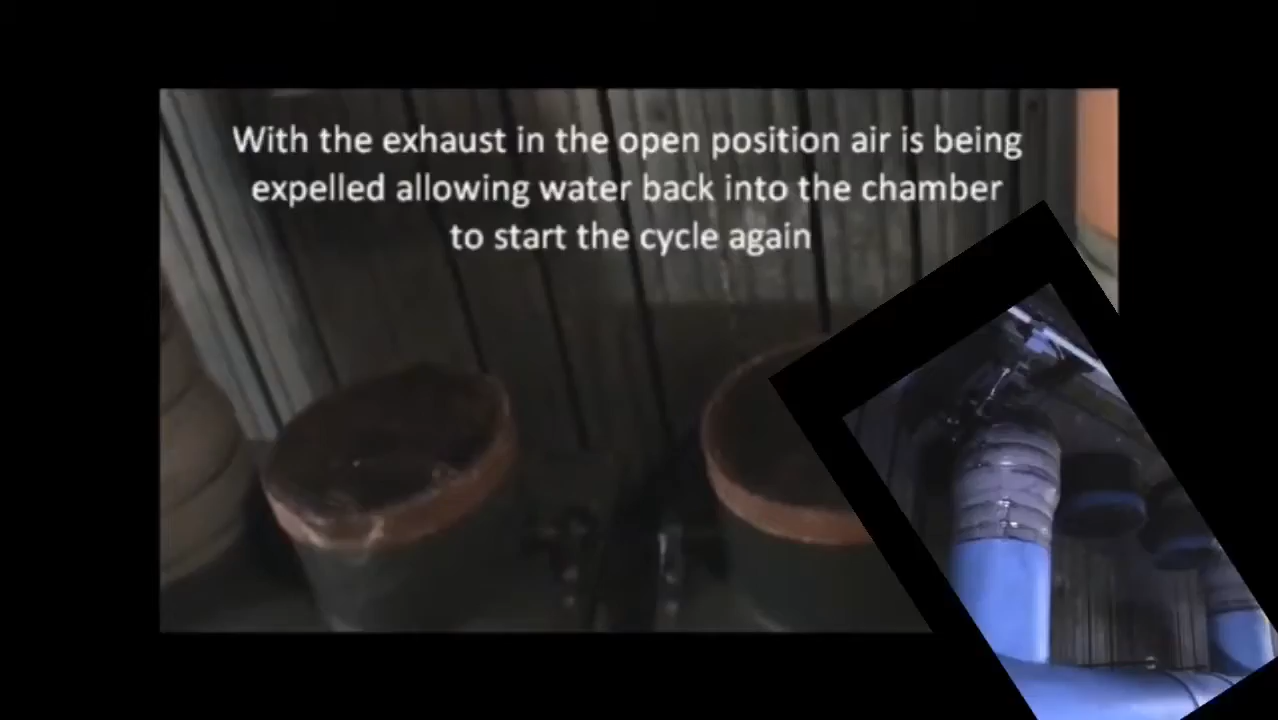 With the exhaust in the open position air is being
expelled allowing water back into the chamber
to start the cycle again